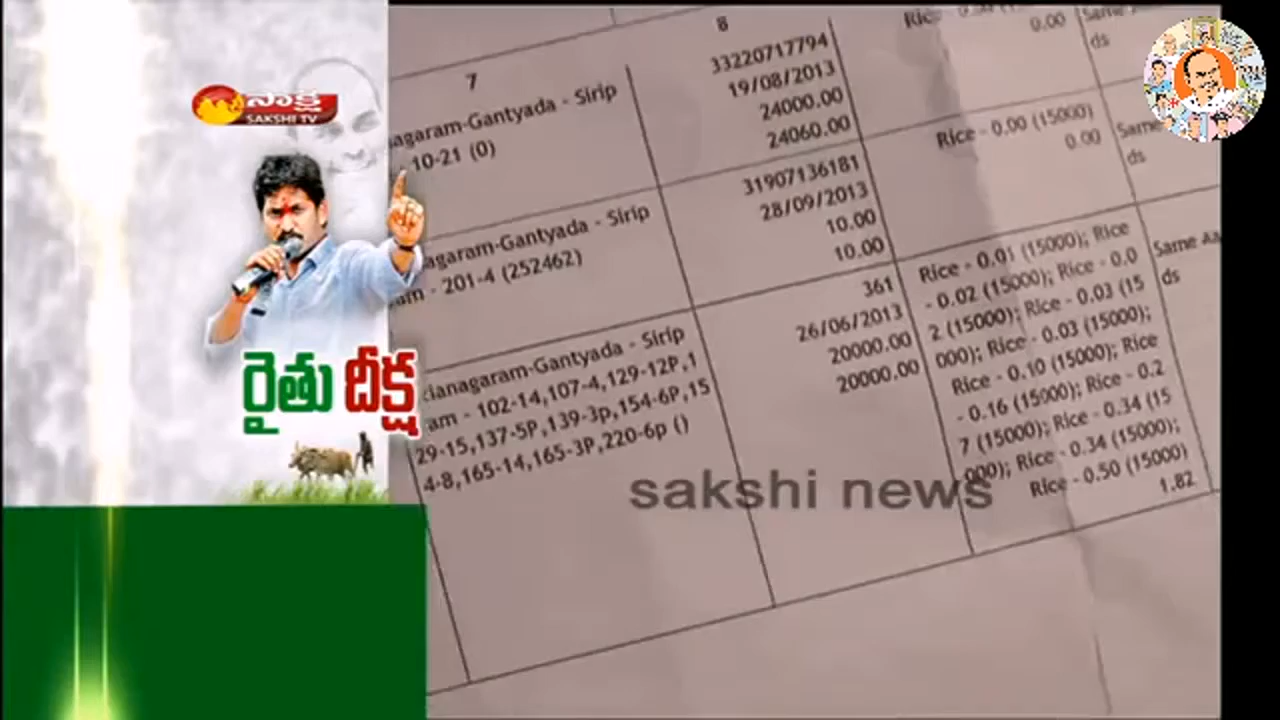 సాక్షి
SAKSHI TV
రైతు దీక్ష
7
8
nagaram-Gantyada - Sirip
10-21 (0)
33220717794
19/08/2013
24000.00
24060.00
0.00
ds
agaram-Gantyada - Sirip
am - 201-4 (252462)
31907136181
28/09/2013
10.00
10.00
Rice - 0.00 (15000)
0.00
Same
ds
cianagaram-Gantyada - Sirip
am - 102-14,107-4,129-12P,1
29-15,137-5P,139-3p,154-6P,15
4-8,165-14,165-3P,220-6p ()
361
26/06/2013
20000.00
20000.00
Rice - 0.01 (15000); Rice
- 0.02 (15000); Rice - 0.0
2 (15000); Rice - 0.03 (15
000); Rice - 0.03 (15000);
Rice - 0.10 (15000); Rice
- 0.16 (15000); Rice - 0.2
7 (15000); Rice - 0.34 (15
000); Rice - 0.34 (15000);
Rice - 0.50 (15000)
1.82
Same Aa
ds
sakshi news